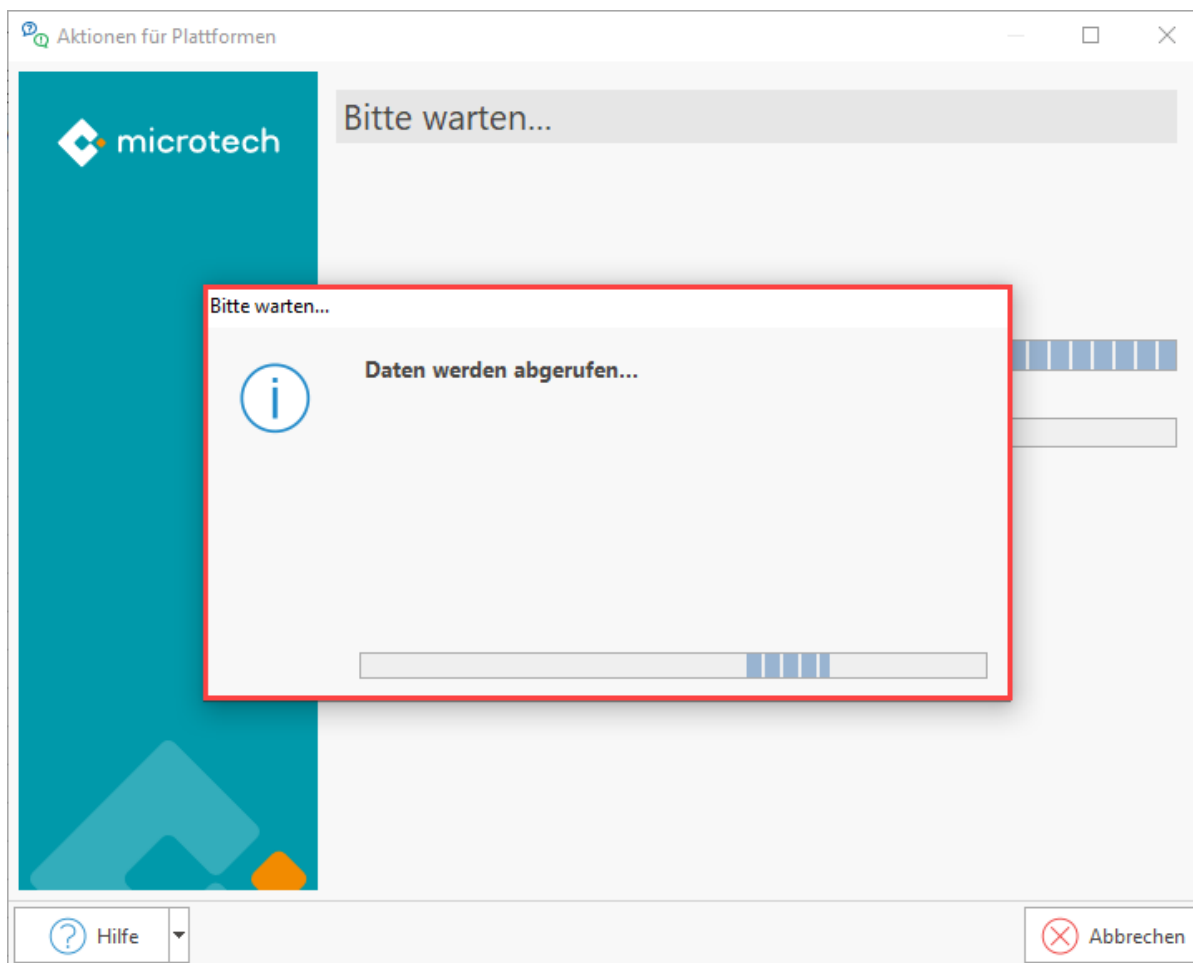 Aktionen für Plattformen
microtech
Bitte warten...
Bitte warten...
Daten werden abgerufen...
Hilfe
Abbrechen